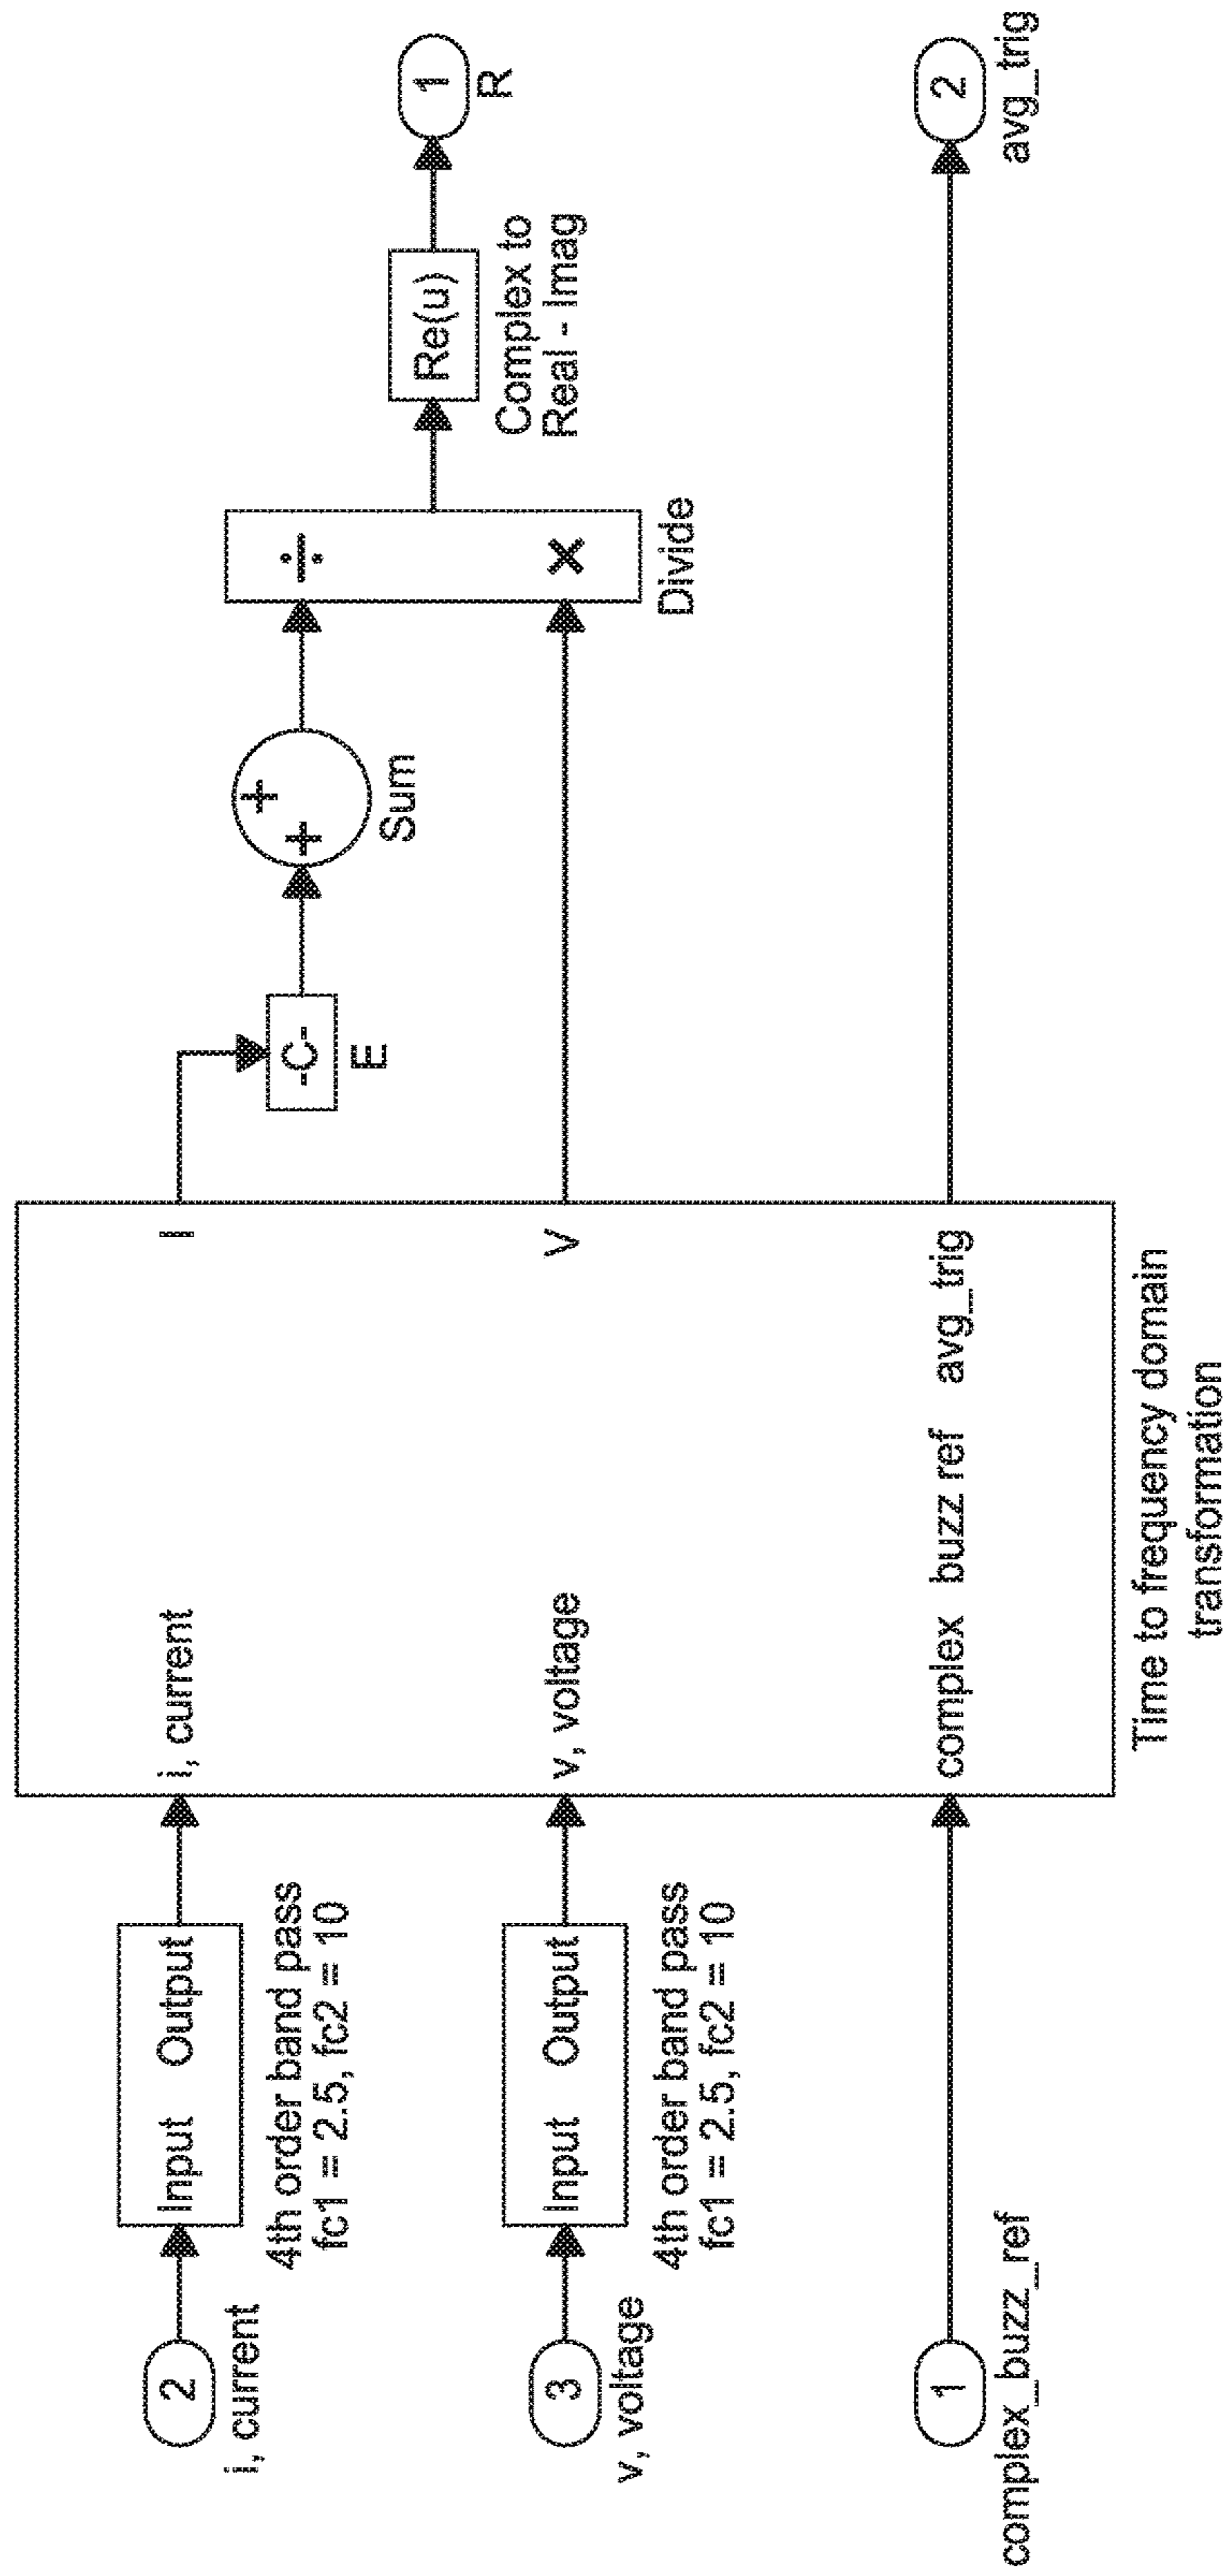 2
i, current
Input Output
4th order band pass
fc1 = 2.5, fc2 = 10
3
v, voltage
Input Output
4th order band pass
fc1 = 2.5, fc2 = 10
1
complex_buzz_ref
i, current I
v, voltage V
complex buzz ref avg_trig
Time to frequency domain
transformation
-C-
E
+
+
Sum
÷
×
Divide
Re(u)
Complex to
Real - Imag
1
R
2
avg_trig